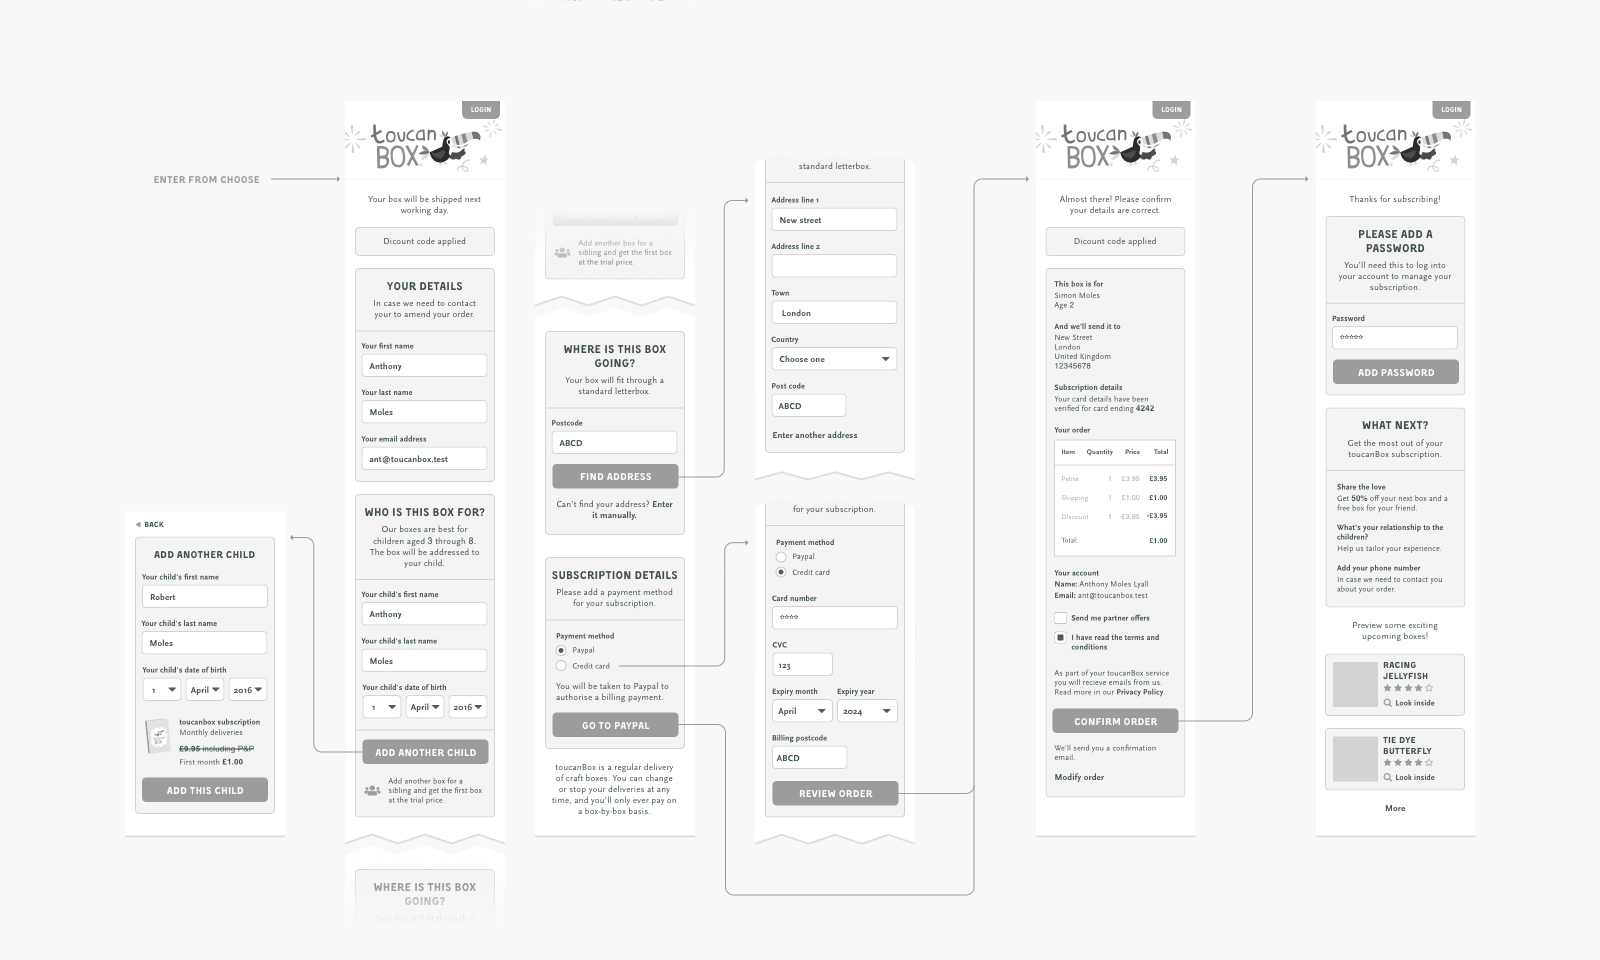 ENTER FROM CHOOSE
BACK
ADD ANOTHER CHILD
Your child's first name
Robert
Your child's last name
Moles
Your child's date of birth
1 April 2016
toucanbox subscription
Monthly deliveries
£9.95 including P&P
First month £1.00
ADD THIS CHILD
LOGIN
toucan
BOX
Your box will be shipped next
working day.
Dicount code applied
YOUR DETAILS
In case we need to contact
your to amend your order.
Your first name
Anthony
Your last name
Moles
Your email address
ant@toucanbox.test
WHO IS THIS BOX FOR?
Our boxes are best for
children aged 3 through 8.
The box will be addressed to
your child.
Your child's first name
Anthony
Your child's last name
Moles
Your child's date of birth
1 April 2016
ADD ANOTHER CHILD
Add another box for a
sibling and get the first box
at the trial price.
WHERE IS THIS BOX
GOING?
Your box will fit through a
ADD ANOTHER CHILD
Add another box for a
sibling and get the first box
at the trial price.
WHERE IS THIS BOX
GOING?
Your box will fit through a
standard letterbox.
Postcode
ABCD
FIND ADDRESS
Can't find your address? Enter
it manually.
SUBSCRIPTION DETAILS
Please add a payment method
for your subscription.
Payment method
Paypal
Credit card
You will be taken to Paypal to
authorise a billing payment.
GO TO PAYPAL
toucanBox is a regular delivery
of craft boxes. You can change
or stop your deliveries at any
time, and you'll only ever pay on
a box-by-box basis.
standard letterbox.
Address line 1
New street
Address line 2
Town
London
Country
Choose one
Post code
ABCD
Enter another address
for your subscription.
Payment method
Paypal
Credit card
Card number
****
CVC
123
Expiry month Expiry year
April 2024
Billing postcode
ABCD
REVIEW ORDER
LOGIN
toucan
BOX
Almost there! Please confirm
your details are correct.
Dicount code applied
This box is for
Simon Moles
Age 2
And we'll send it to
New Street
London
United Kingdom
12345678
Subscription details
Your card details have been
verified for card ending 4242
Your order
Item Quantity Price Total
Petite 1 £3.95 £3.95
Shipping 1 £1.00 £1.00
Discount 1 -£3.95 -£3.95
Total: £1.00
Your account
Name: Anthony Moles Lyall
Email: ant@toucanbox.test
Send me partner offers
I have read the terms and
conditions
As part of your toucanBox service
you will recieve emails from us.
Read more in our Privacy Policy.
CONFIRM ORDER
We'll send you a confirmation
email.
Modify order
LOGIN
toucan
BOX
Thanks for subscribing!
PLEASE ADD A
PASSWORD
You'll need this to log into
your account to manage your
subscription.
Password
*****
ADD PASSWORD
WHAT NEXT?
Get the most out of your
toucanBox subscription.
Share the love
Get 50% off your next box and a
free box for your friend.
What's your relationship to the
children?
Help us tailor your experience.
Add your phone number
In case we need to contact you
about your order.
Preview some exciting
upcoming boxes!
RACING
JELLYFISH
Look inside
TIE DYE
BUTTERFLY
Look inside
More